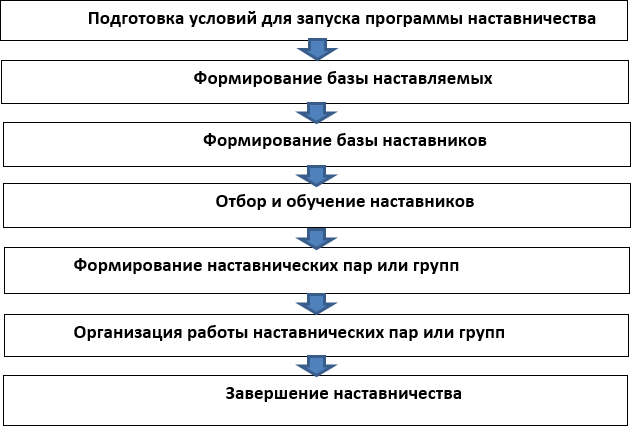 Подготовка условий для запуска программы наставничества
Формирование базы наставляемых
Формирование базы наставников
Отбор и обучение наставников
Формирование наставнических пар или групп
Организация работы наставнических пар или групп
Завершение наставничества